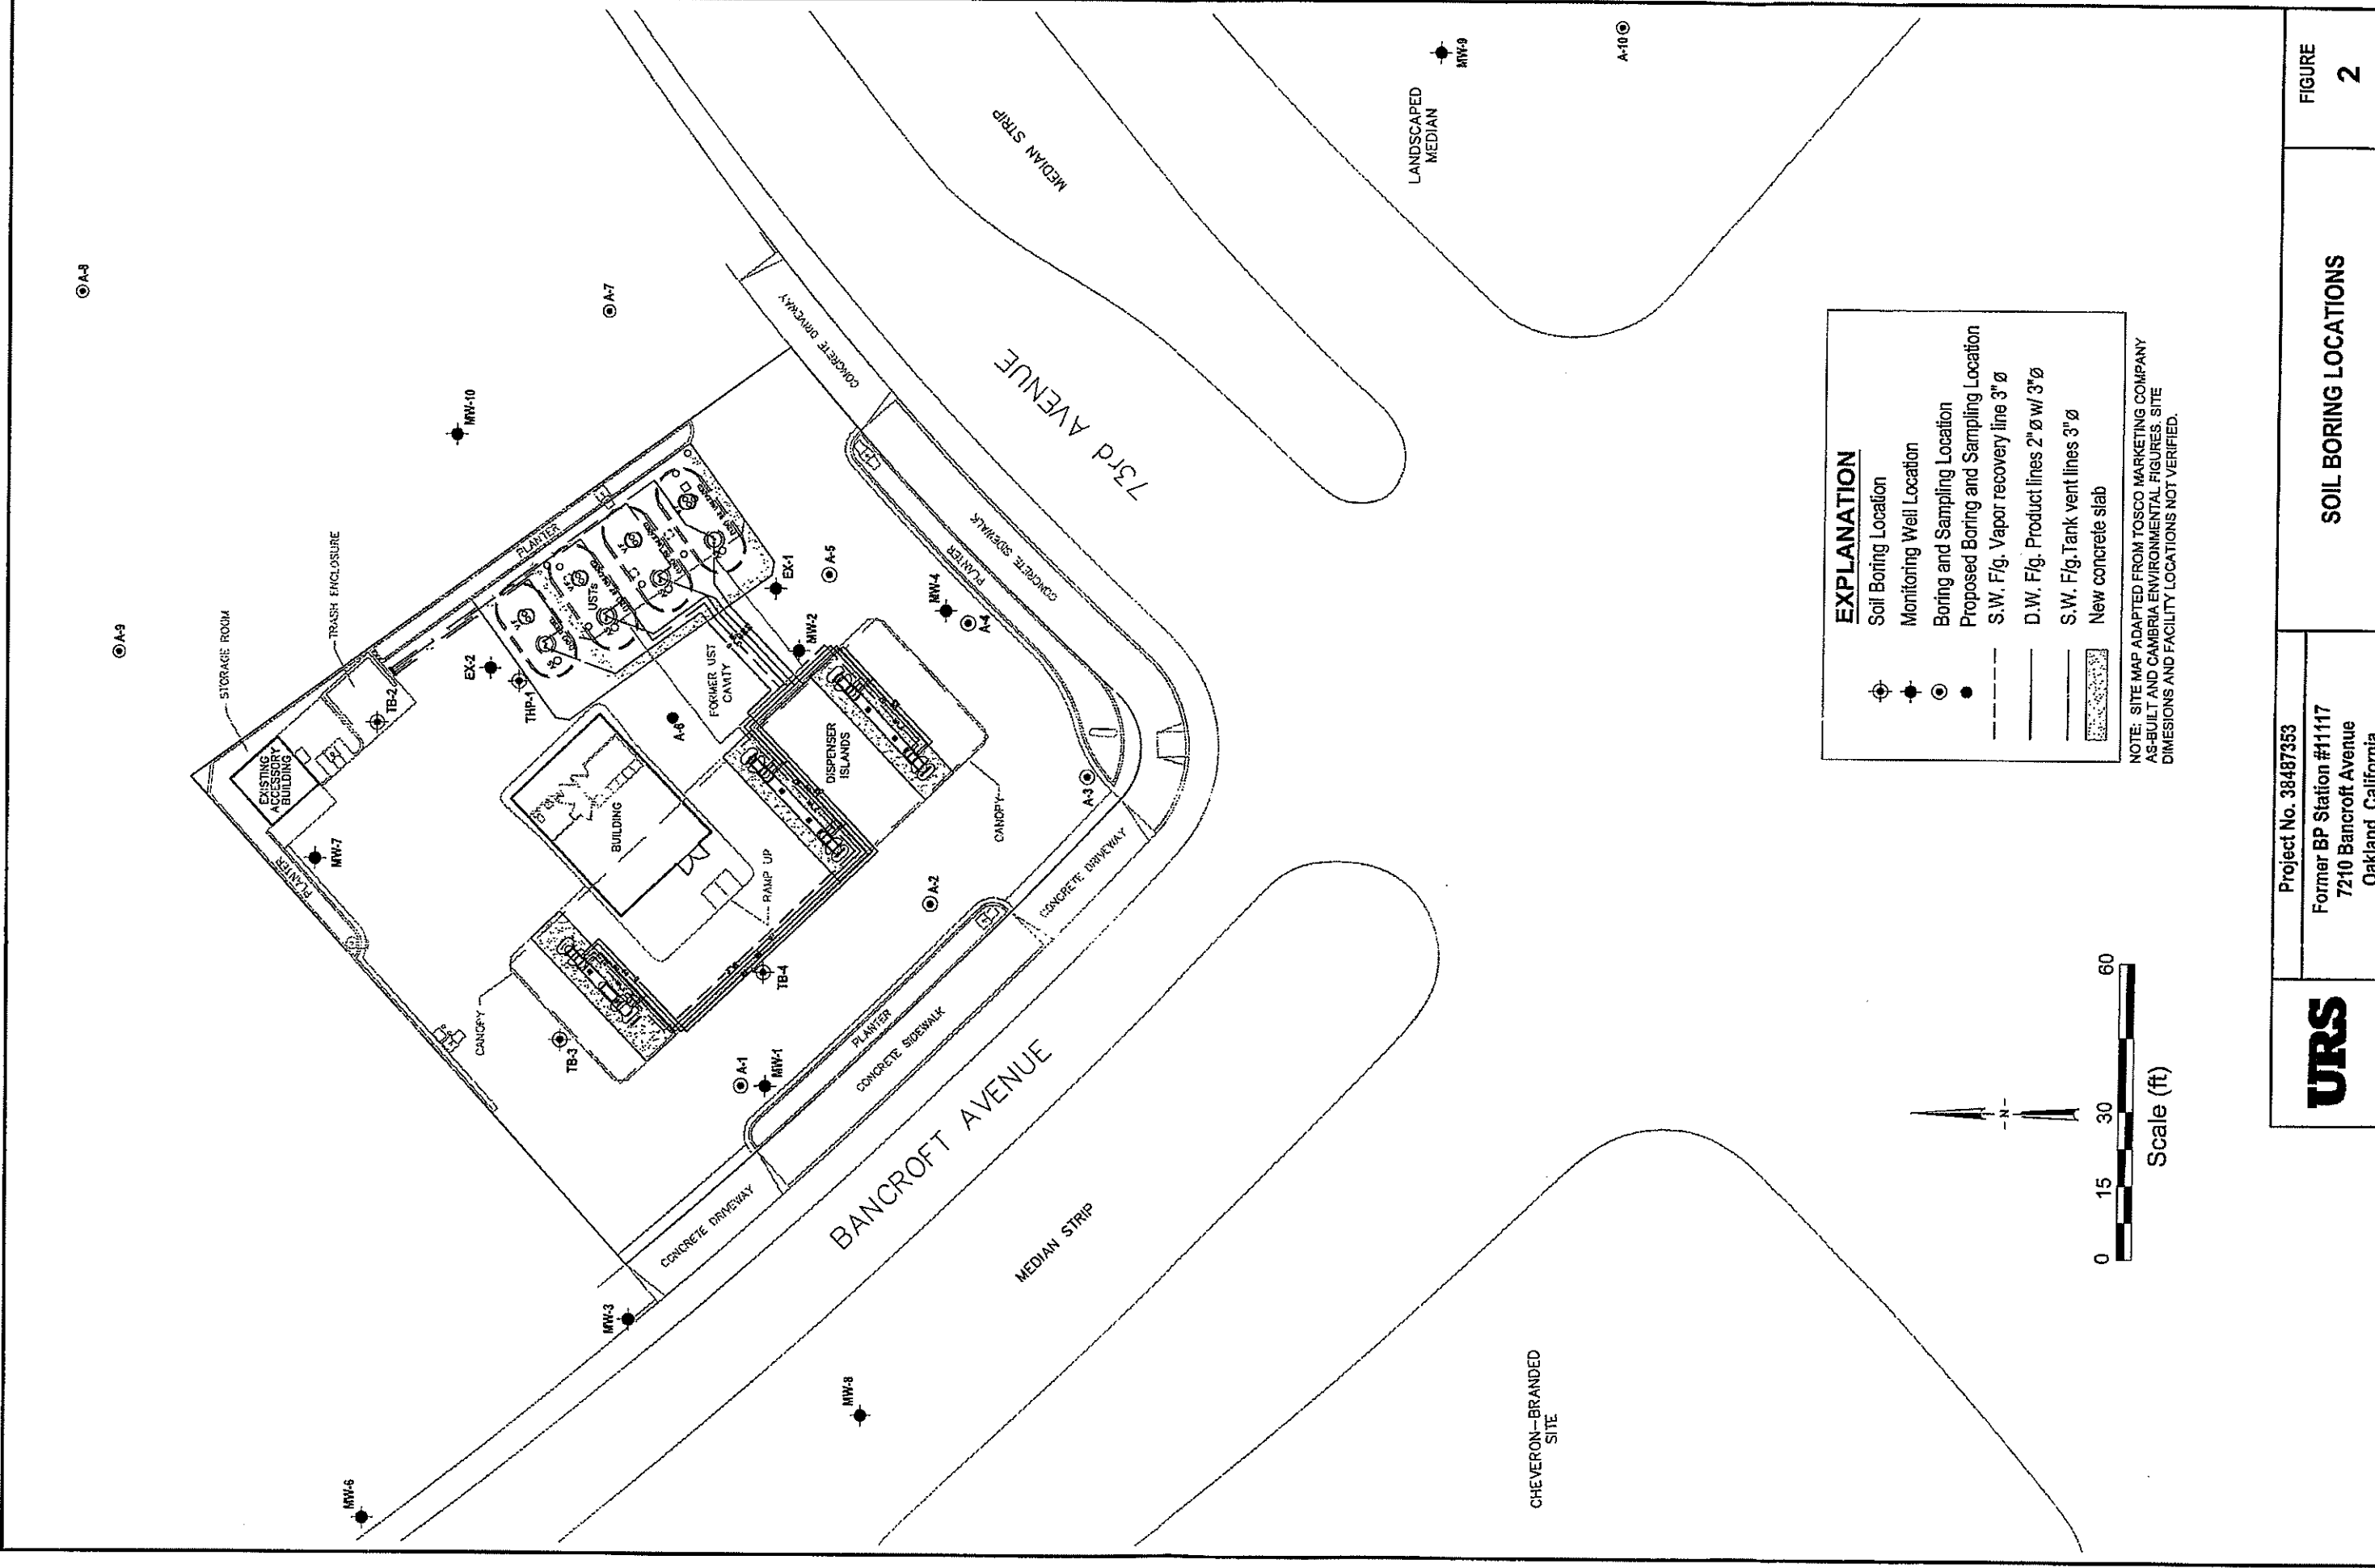 A-8
A-9
A-7
MW-10
STORAGE ROOM
TRASH ENCLOSURE
EXISTING
ACCESSORY
BUILDING
PLANTER
MW-7
TB-2
EX-2
THP-1
PLANTER
USTs
FORMER UST
CAVITY
A-6
BUILDING
RAMP UP
DISPENSER
ISLANDS
EX-1
MW-2
A-5
MW-4
A-4
A-3
A-2
CANOPY
CANOPY
TB-3
TB-4
A-1
MW-1
PLANTER
CONCRETE SIDEWALK
PLANTER
CONCRETE SIDEWALK
CONCRETE DRIVEWAY
CONCRETE DRIVEWAY
CONCRETE DRIVEWAY
73rd AVENUE
BANCROFT AVENUE
MEDIAN STRIP
MEDIAN STRIP
LANDSCAPED
MEDIAN
MW-9
A-10
MW-3
MW-8
MW-6
CHEVERON-BRANDED
SITE
-N-
0 15 30 60
Scale (ft)
EXPLANATION
Soil Boring Location
Monitoring Well Location
Boring and Sampling Location
Proposed Boring and Sampling Location
S.W. F/g. Vapor recovery line 3"Ø
D.W. F/g. Product lines 2"Ø w/ 3"Ø
S.W. F/g.Tank vent lines 3"Ø
New concrete slab
NOTE: SITE MAP ADAPTED FROM TOSCO MARKETING COMPANY
AS-BUILT AND CAMBRIA ENVIRONMENTAL FIGURES. SITE
DIMESIONS AND FACILITY LOCATIONS NOT VERIFIED.
URS
Project No. 38487353
Former BP Station #11117
7210 Bancroft Avenue
Oakland, California
SOIL BORING LOCATIONS
FIGURE
2